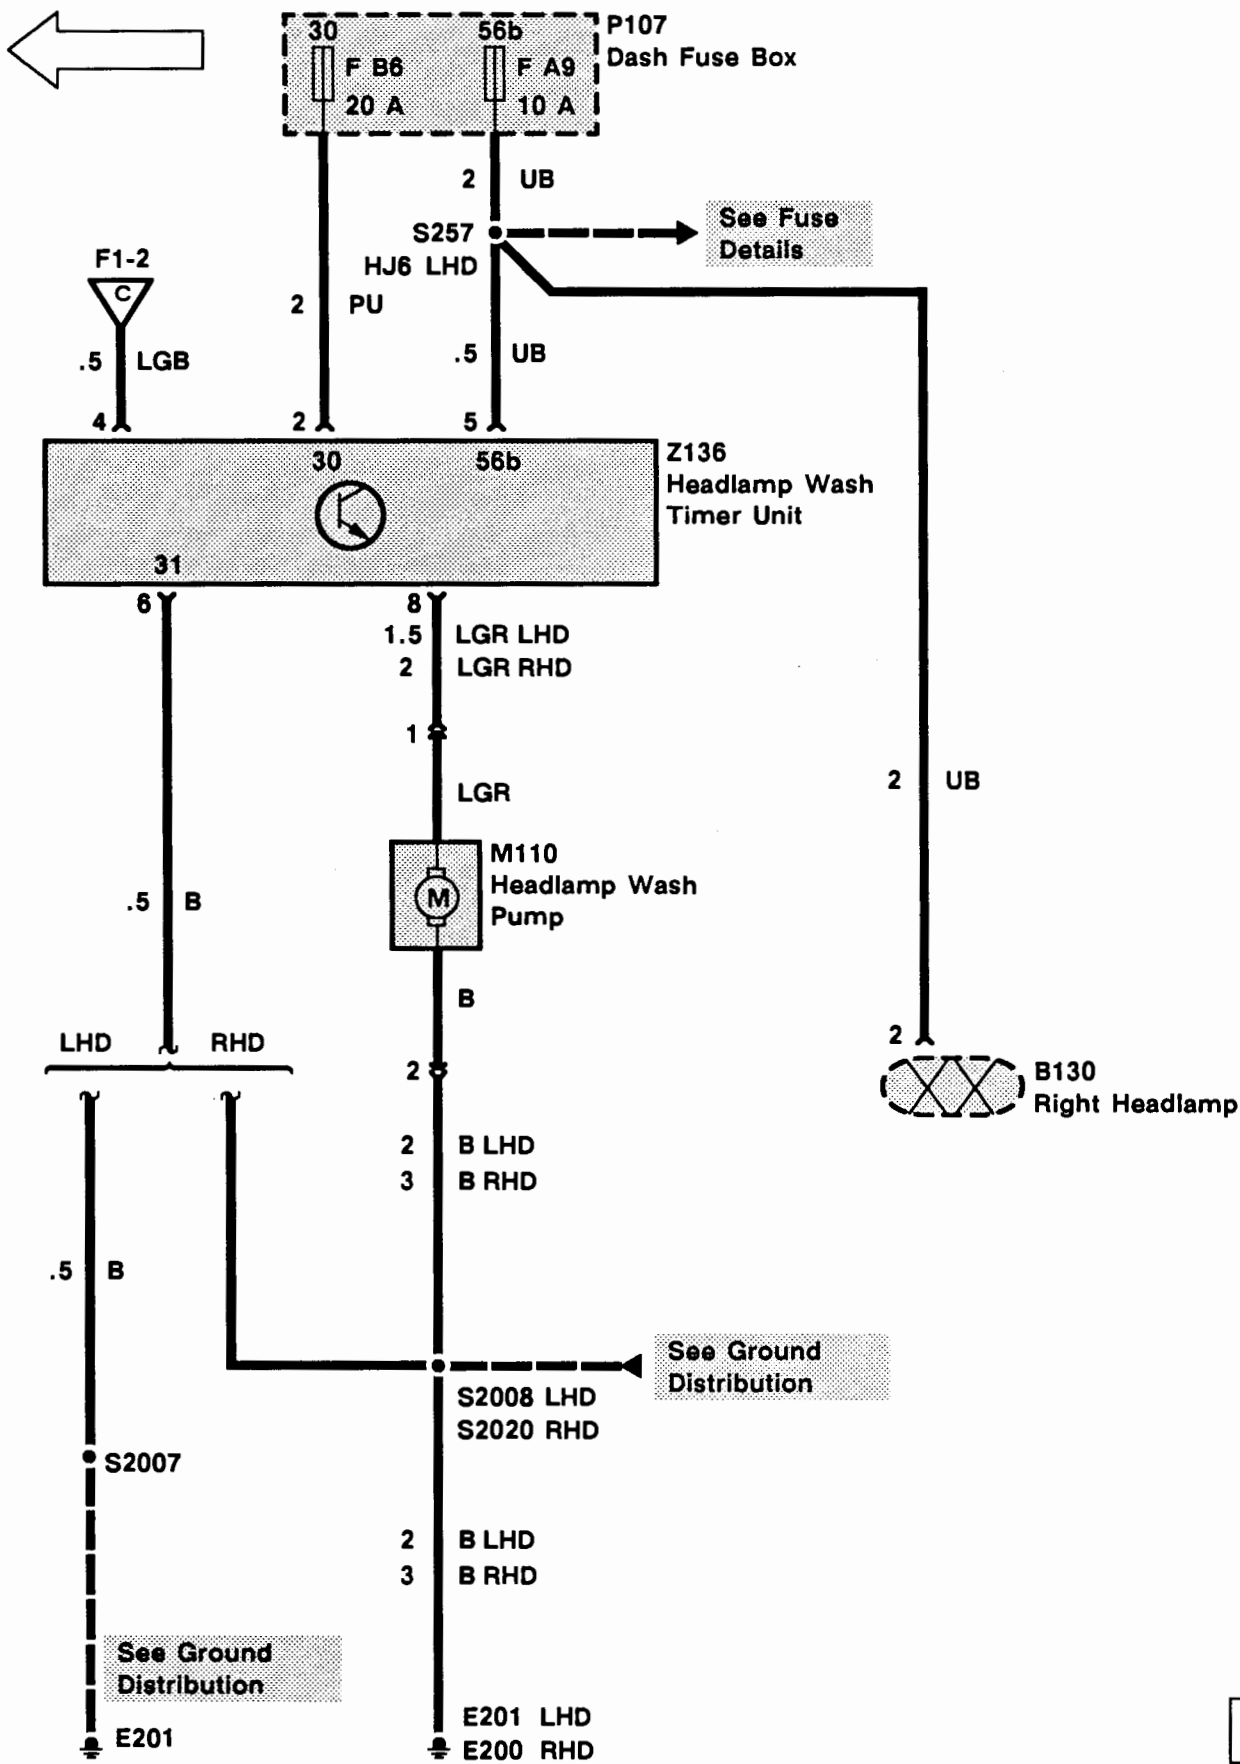 30
56b
P107
Dash Fuse Box
F B6
F A9
20 A
10 A
2 UB
S257
HJ6 LHD
See Fuse
Details
F1-2
C
2 PU
.5 LGB
.5 UB
4
2
5
30
56b
Z136
Headlamp Wash
Timer Unit
31
6
8
1.5 LGR LHD
2 LGR RHD
1
LGR
2 UB
M110
Headlamp Wash
Pump
M
.5 B
B
LHD
RHD
2
2
B130
Right Headlamp
2 B LHD
3 B RHD
.5 B
See Ground
Distribution
S2008 LHD
S2020 RHD
S2007
2 B LHD
3 B RHD
See Ground
Distribution
E201
E201 LHD
E200 RHD